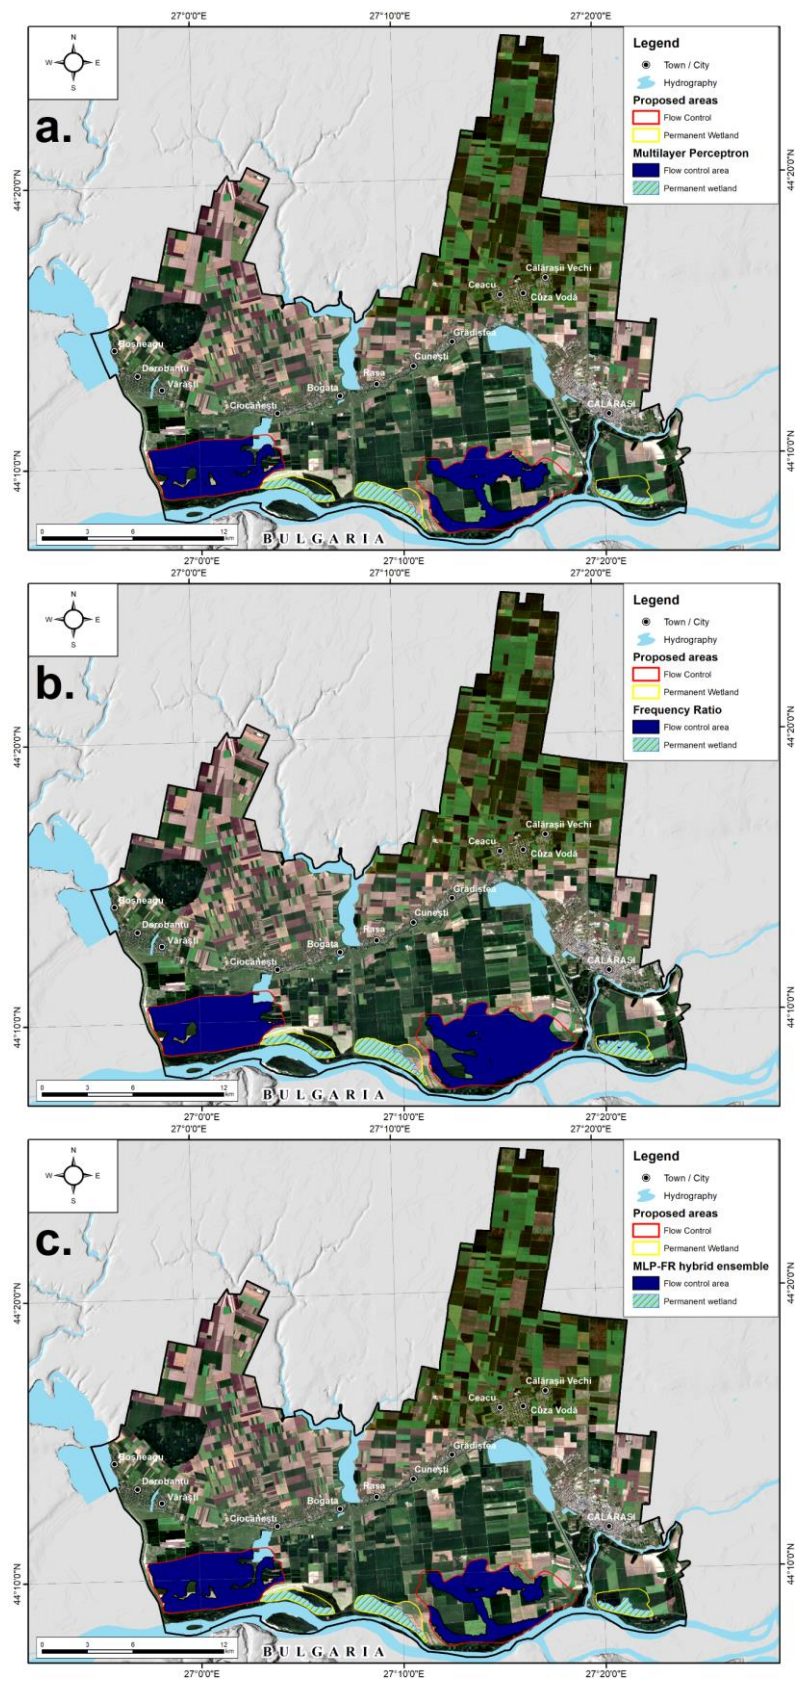 27°0'0"E 27°10'0"E 27°20'0"E
N
W E
S
a.
Legend
Town / City
Hydrography
Proposed areas
Flow Control
Permanent Wetland
Multilayer Perceptron
Flow control area
Permanent wetland
44°20'0"N 44°20'0"N
Călărașii Vechi
Ceacu Cuza Vodă
Grădiștea
Boșneagu
Cunești
Dorobanțu Rasa
Vărăști Bogata
Ciocănești CĂLĂRAȘI
44°10'0"N 44°10'0"N
0 3 6 12
km
BULGARIA
27°0'0"E 27°10'0"E 27°20'0"E
27°0'0"E 27°10'0"E 27°20'0"E
N
W E
S
b.
Legend
Town / City
Hydrography
Proposed areas
Flow Control
Permanent Wetland
Frequency Ratio
Flow control area
Permanent wetland
44°20'0"N 44°20'0"N
Călărașii Vechi
Ceacu Cuza Vodă
Grădiștea
Boșneagu
Cunești
Dorobanțu Rasa
Vărăști Bogata
Ciocănești CĂLĂRAȘI
44°10'0"N 44°10'0"N
0 3 6 12
km
BULGARIA
27°0'0"E 27°10'0"E 27°20'0"E
27°0'0"E 27°10'0"E 27°20'0"E
N
W E
S
c.
Legend
Town / City
Hydrography
Proposed areas
Flow Control
Permanent Wetland
MLP-FR hybrid ensemble
Flow control area
Permanent wetland
44°20'0"N 44°20'0"N
Călărașii Vechi
Ceacu Cuza Vodă
Grădiștea
Boșneagu
Cunești
Dorobanțu Rasa
Vărăști Bogata
Ciocănești CĂLĂRAȘI
44°10'0"N 44°10'0"N
0 3 6 12
km
BULGARIA
27°0'0"E 27°10'0"E 27°20'0"E